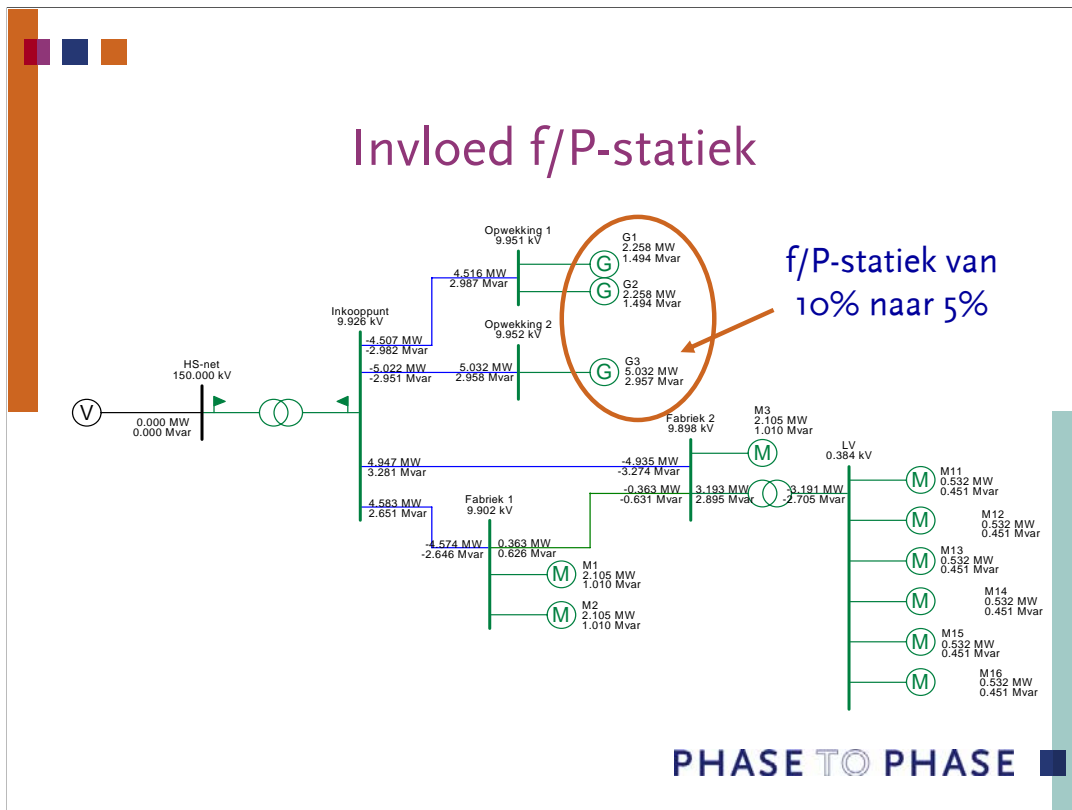 Invloed f/P-statiek
Opwekking 1
9.951 kV
G1
2.258 MW
1.494 Mvar
G
G
G2
2.258 MW
1.494 Mvar
4.516 MW
2.987 Mvar
f/P-statiek van
10% naar 5%
Inkooppunt
9.926 kV
-4.507 MW
-2.982 Mvar
Opwekking 2
9.952 kV
-5.022 MW
-2.951 Mvar
5.032 MW
2.958 Mvar
G
G3
5.032 MW
2.957 Mvar
HS-net
150.000 kV
V
0.000 MW
0.000 Mvar
Fabriek 2
9.898 kV
M3
2.105 MW
1.010 Mvar
M
LV
0.384 kV
4.947 MW
3.281 Mvar
-4.935 MW
-3.274 Mvar
-0.363 MW
-0.631 Mvar
3.193 MW
2.895 Mvar
-3.191 MW
-2.705 Mvar
4.583 MW
2.651 Mvar
Fabriek 1
9.902 kV
-4.574 MW
-2.646 Mvar
0.363 MW
0.626 Mvar
M
M1
2.105 MW
1.010 Mvar
M
M2
2.105 MW
1.010 Mvar
M
M11
0.532 MW
0.451 Mvar
M
M12
0.532 MW
0.451 Mvar
M
M13
0.532 MW
0.451 Mvar
M
M14
0.532 MW
0.451 Mvar
M
M15
0.532 MW
0.451 Mvar
M
M16
0.532 MW
0.451 Mvar
PHASE TO PHASE